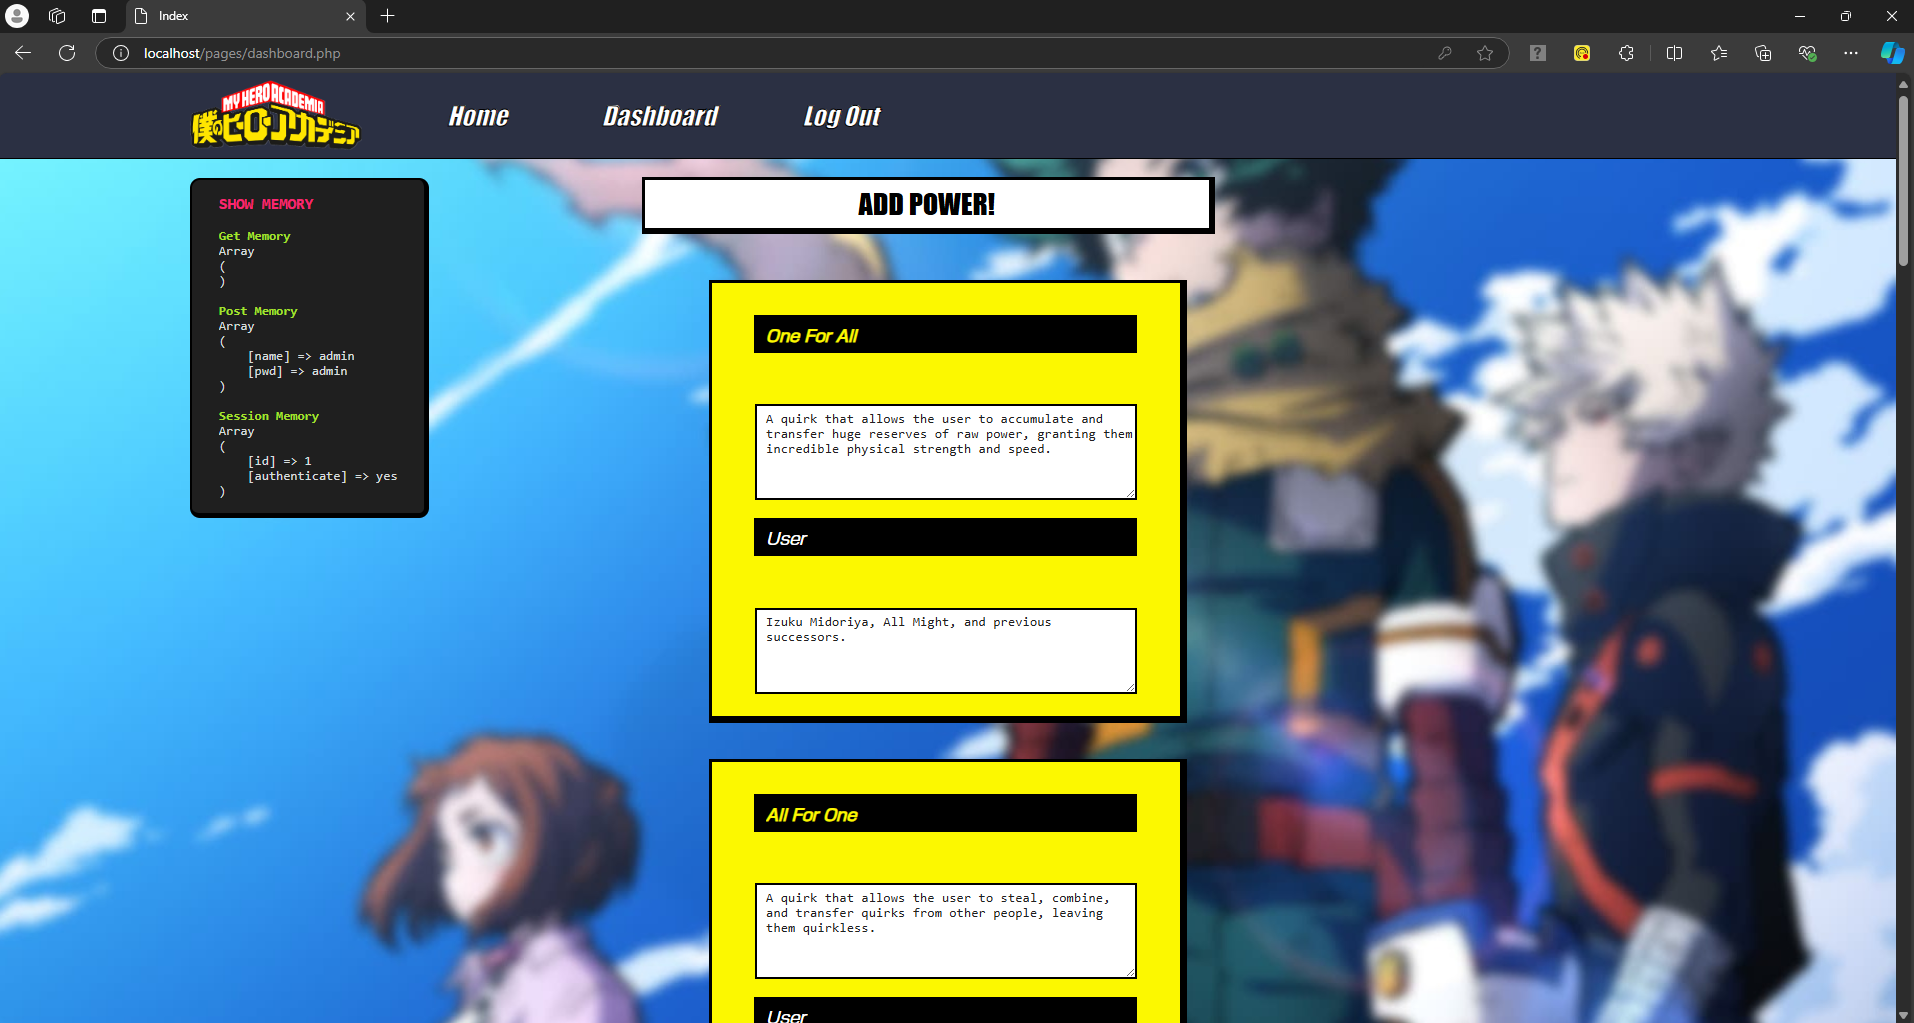 Index
localhost/pages/dashboard.php
MY HERO ACADEMIA
僕のヒーローアカデミア
Home
Dashboard
Log Out
SHOW MEMORY
Get Memory
Array
(
)
Post Memory
Array
(
[name] => admin
[pwd] => admin
)
Session Memory
Array
(
[id] => 1
[authenticate] => yes
)
ADD POWER!
One For All
A quirk that allows the user to accumulate and
transfer huge reserves of raw power, granting them
incredible physical strength and speed.
User
Izuku Midoriya, All Might, and previous
successors.
All For One
A quirk that allows the user to steal, combine,
and transfer quirks from other people, leaving
them quirkless.
User